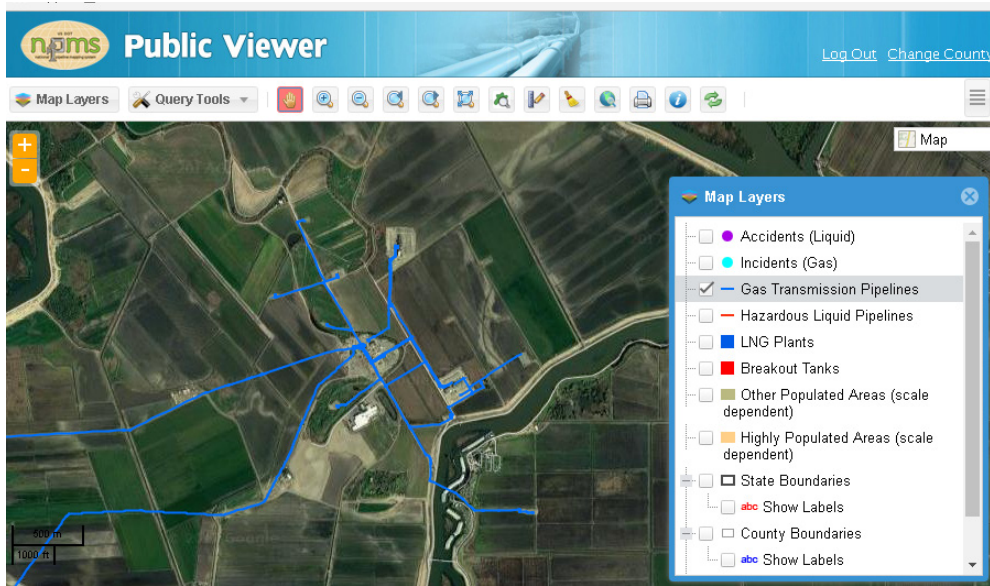 npms
Public Viewer
Log Out Change County
Map Layers
Query Tools
Map
Map Layers
Accidents (Liquid)
Incidents (Gas)
Gas Transmission Pipelines
Hazardous Liquid Pipelines
LNG Plants
Breakout Tanks
Other Populated Areas (scale
dependent)
Highly Populated Areas (scale
dependent)
State Boundaries
abc Show Labels
County Boundaries
abc Show Labels
500 m
1000 ft